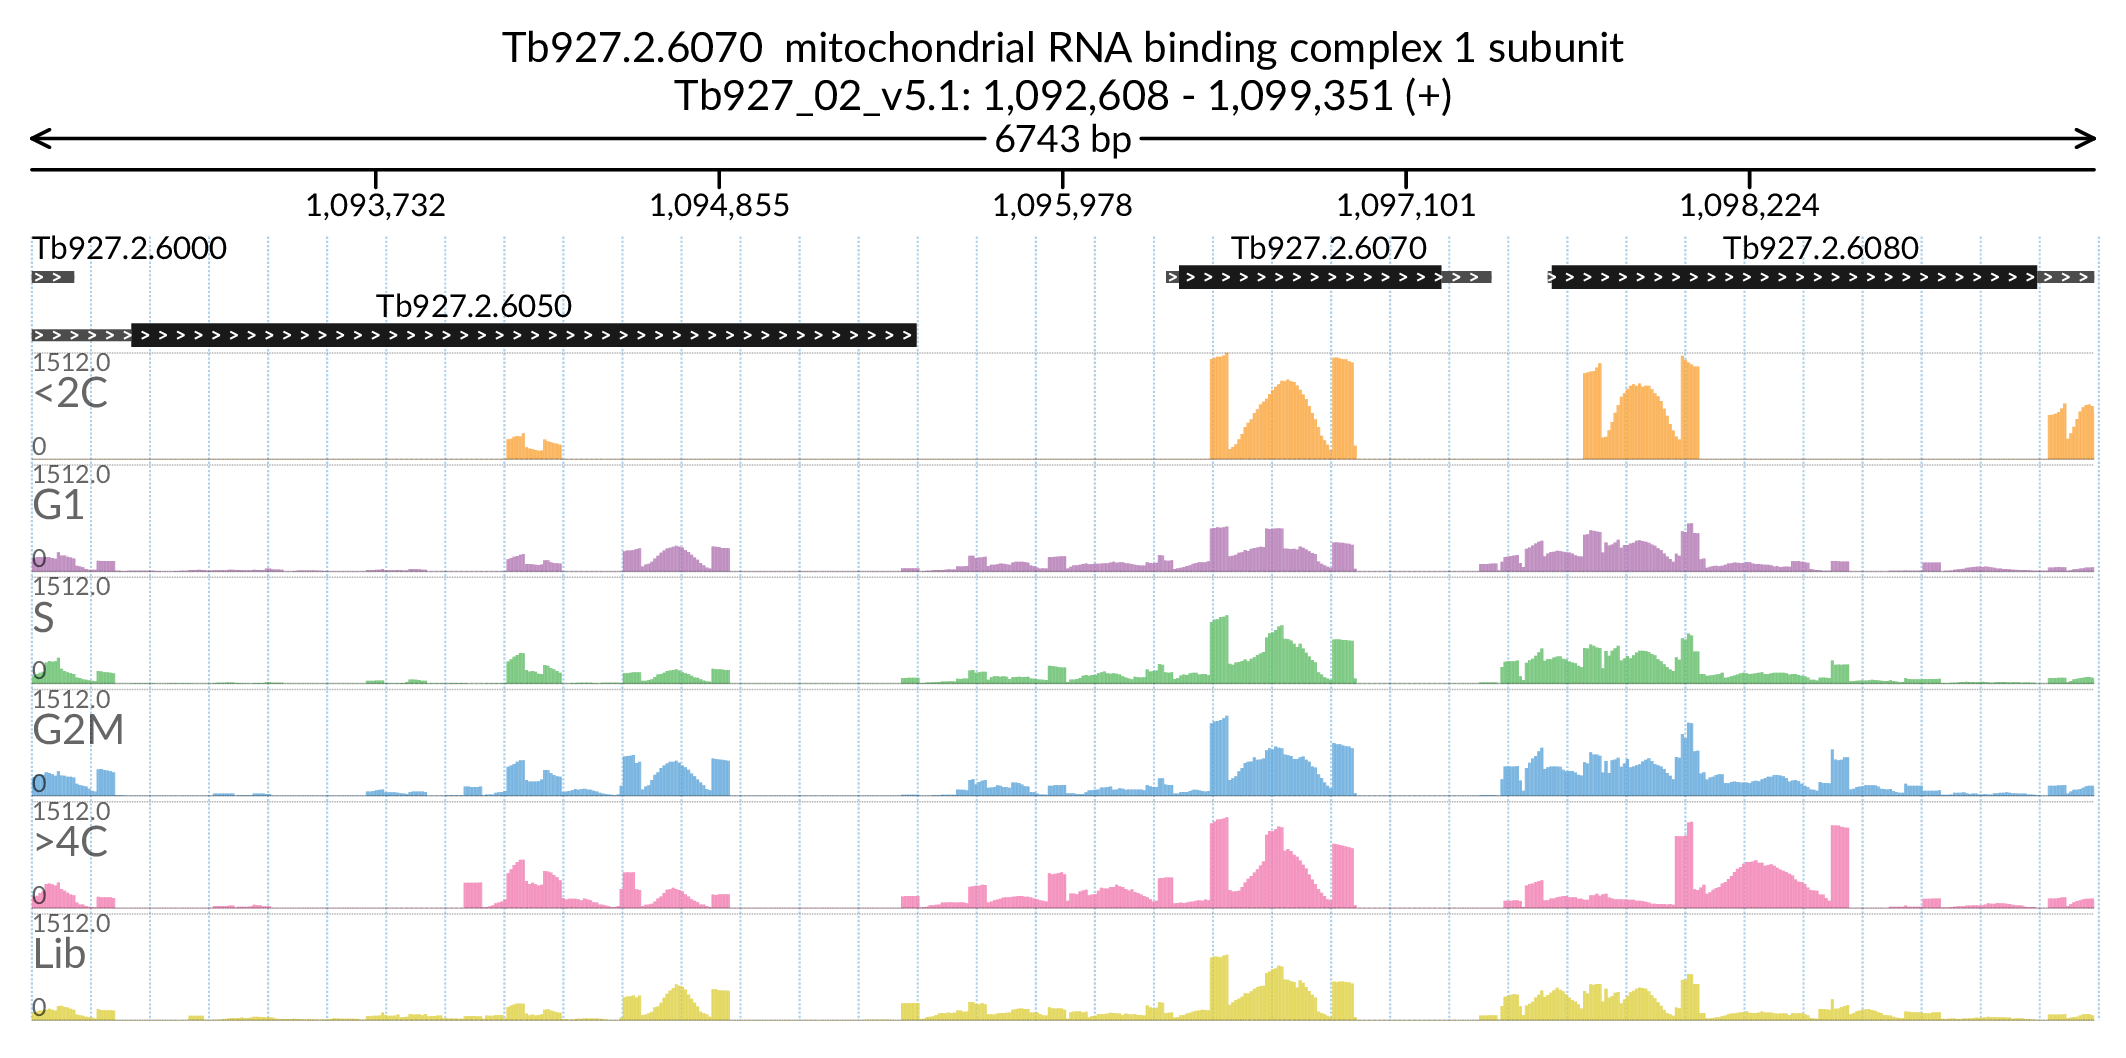 Tb927.2.6070  mitochondrial RNA binding complex 1 subunit
Tb927_02_v5.1: 1,092,608 - 1,099,351 (+)
6743 bp
1,093,732 1,094,855 1,095,978 1,097,101 1,098,224
Tb927.2.6000 Tb927.2.6070 Tb927.2.6080
Tb927.2.6050
1512.0
<2C
0
1512.0
G1
0
1512.0
S
0
1512.0
G2M
0
1512.0
>4C
0
1512.0
Lib
0